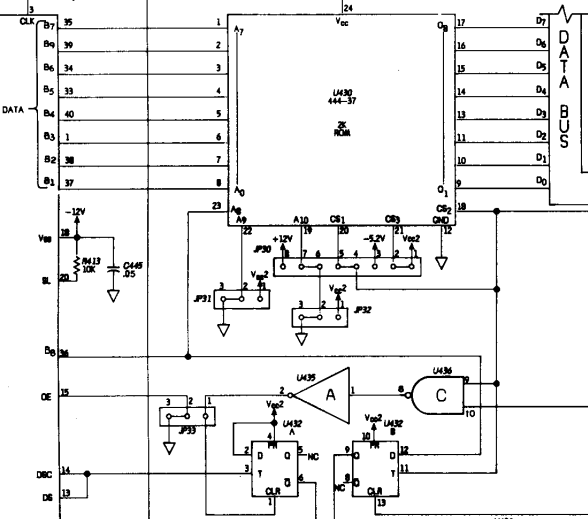 3
CLK
24
VCC
B7 35 1 A7 O8 17 D7
B9 39 2 16 D6
B6 34 3 15 D5
B5 33 4 14 D4
B4 40 5 13 D3
B3 1 6 11 D2
B2 38 7 10 D1
B1 37 8 A0 O1 9 D0
DATA
U430
444-37
2K
ROM
DATA BUS
23 A8
A9 A10 CS1 CS3 GND
CS2 18
22 19 20 21 12
-12V
VSS 18
R413
10K
C445
.05
SL 20
JP30
+12V -5.2V VCC2
8 7 6 5 4 3 2 1
JP31
3 2 1
VCC2
JP32
3 2 1
VCC2
B8 36
OE 15
JP33
3 2 1
U435
2 A 1
U436
8 C 9
10
VCC2
U432
A
4
PR
2 D Q 5 NC
3 T Q 6
CLR
1
VCC2
U432
B
10
PR
9 Q D 12
8 Q T 11
NC
CLR
13
DSC 14
DS 13